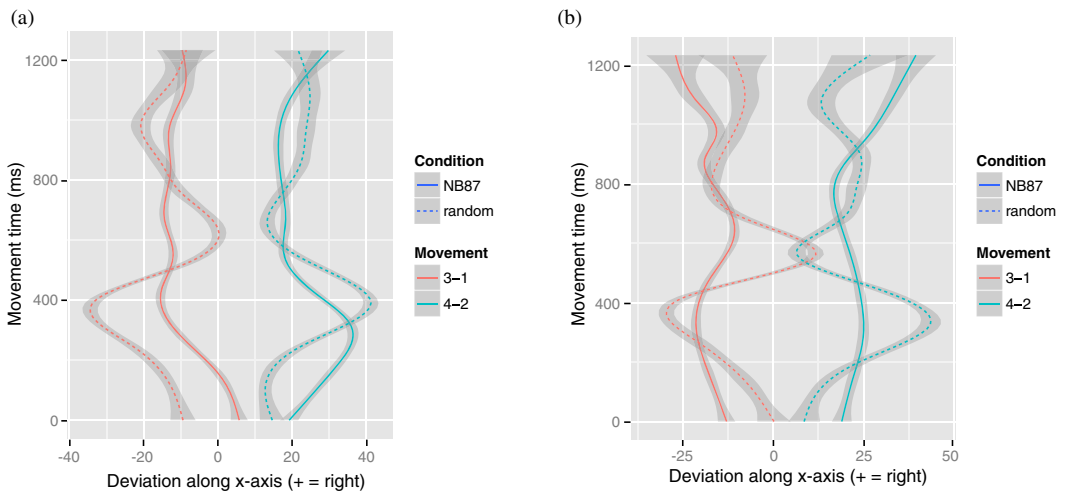 (a)
1200
800
400
0
-40
-20
0
20
40
Movement time (ms)
Deviation along x-axis (+ = right)
Condition
NB87
random
Movement
3–1
4–2
(b)
1200
800
400
0
-25
0
25
50
Movement time (ms)
Deviation along x-axis (+ = right)
Condition
NB87
random
Movement
3–1
4–2